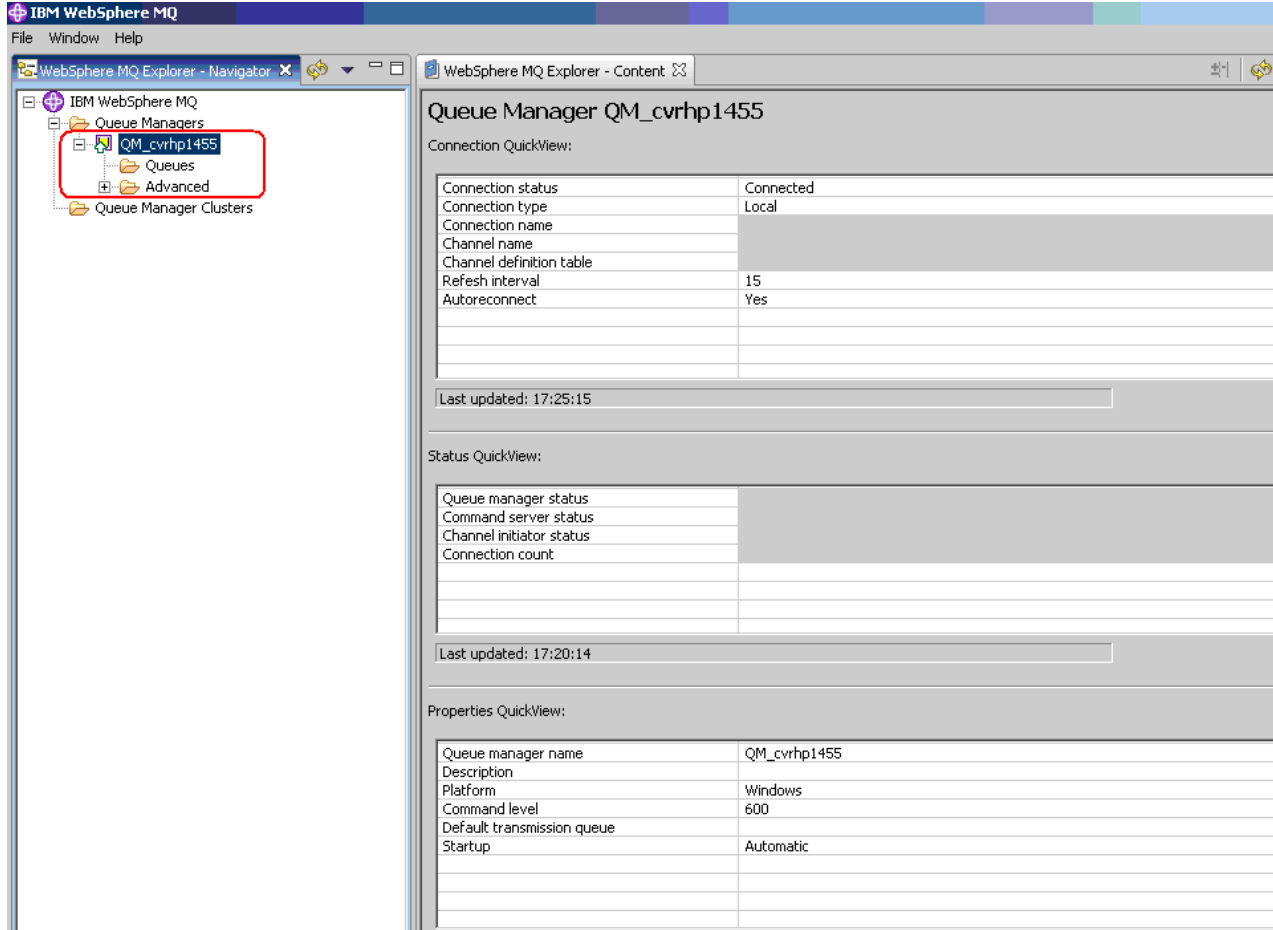 IBM WebSphere MQ
File Window Help
WebSphere MQ Explorer - Navigator
IBM WebSphere MQ
Queue Managers
QM_cvrhp1455
Queues
Advanced
Queue Manager Clusters
WebSphere MQ Explorer - Content
Queue Manager QM_cvrhp1455
Connection QuickView:
Connection status Connected
Connection type Local
Connection name
Channel name
Channel definition table
Refesh interval 15
Autoreconnect Yes
Last updated: 17:25:15
Status QuickView:
Queue manager status
Command server status
Channel initiator status
Connection count
Last updated: 17:20:14
Properties QuickView:
Queue manager name QM_cvrhp1455
Description
Platform Windows
Command level 600
Default transmission queue
Startup Automatic